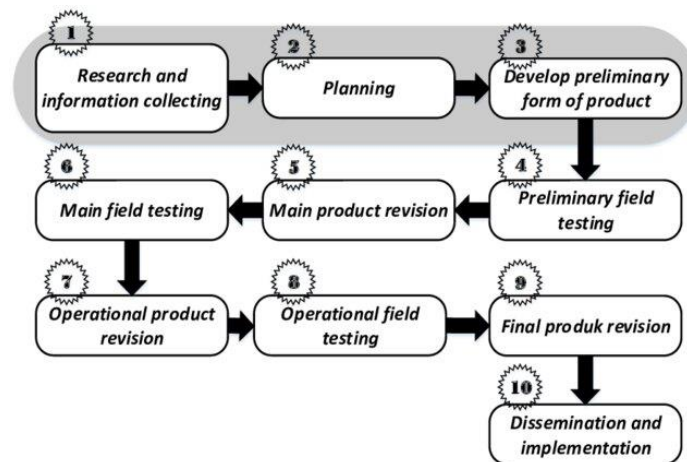 1
Research and
information collecting
2
Planning
3
Develop preliminary
form of product
4
Preliminary field
testing
5
Main product revision
6
Main field testing
7
Operational product
revision
8
Operational field
testing
9
Final produk revision
10
Dissemination and
implementation